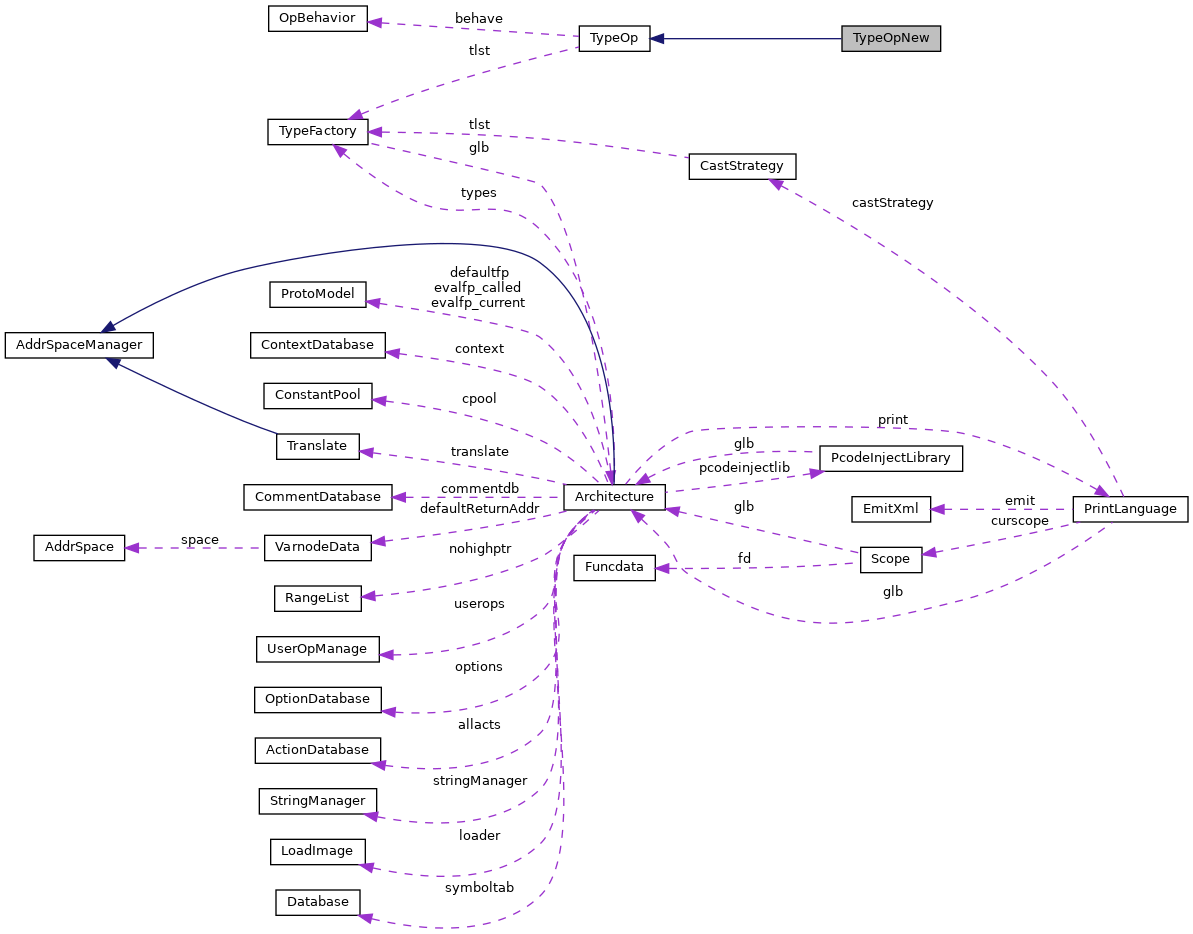 OpBehavior
behave
TypeOp
TypeOpNew
tlst
TypeFactory
tlst
glb
CastStrategy
types
castStrategy
defaultfp
evalfp_called
evalfp_current
ProtoModel
AddrSpaceManager
ContextDatabase
context
ConstantPool
cpool
print
Translate
translate
glb
PcodeInjectLibrary
pcodeinjectlib
CommentDatabase
commentdb
Architecture
defaultReturnAddr
glb
EmitXml
emit
curscope
PrintLanguage
AddrSpace
space
VarnodeData
nohighptr
Funcdata
fd
Scope
glb
RangeList
userops
UserOpManage
options
OptionDatabase
allacts
ActionDatabase
stringManager
StringManager
loader
LoadImage
symboltab
Database